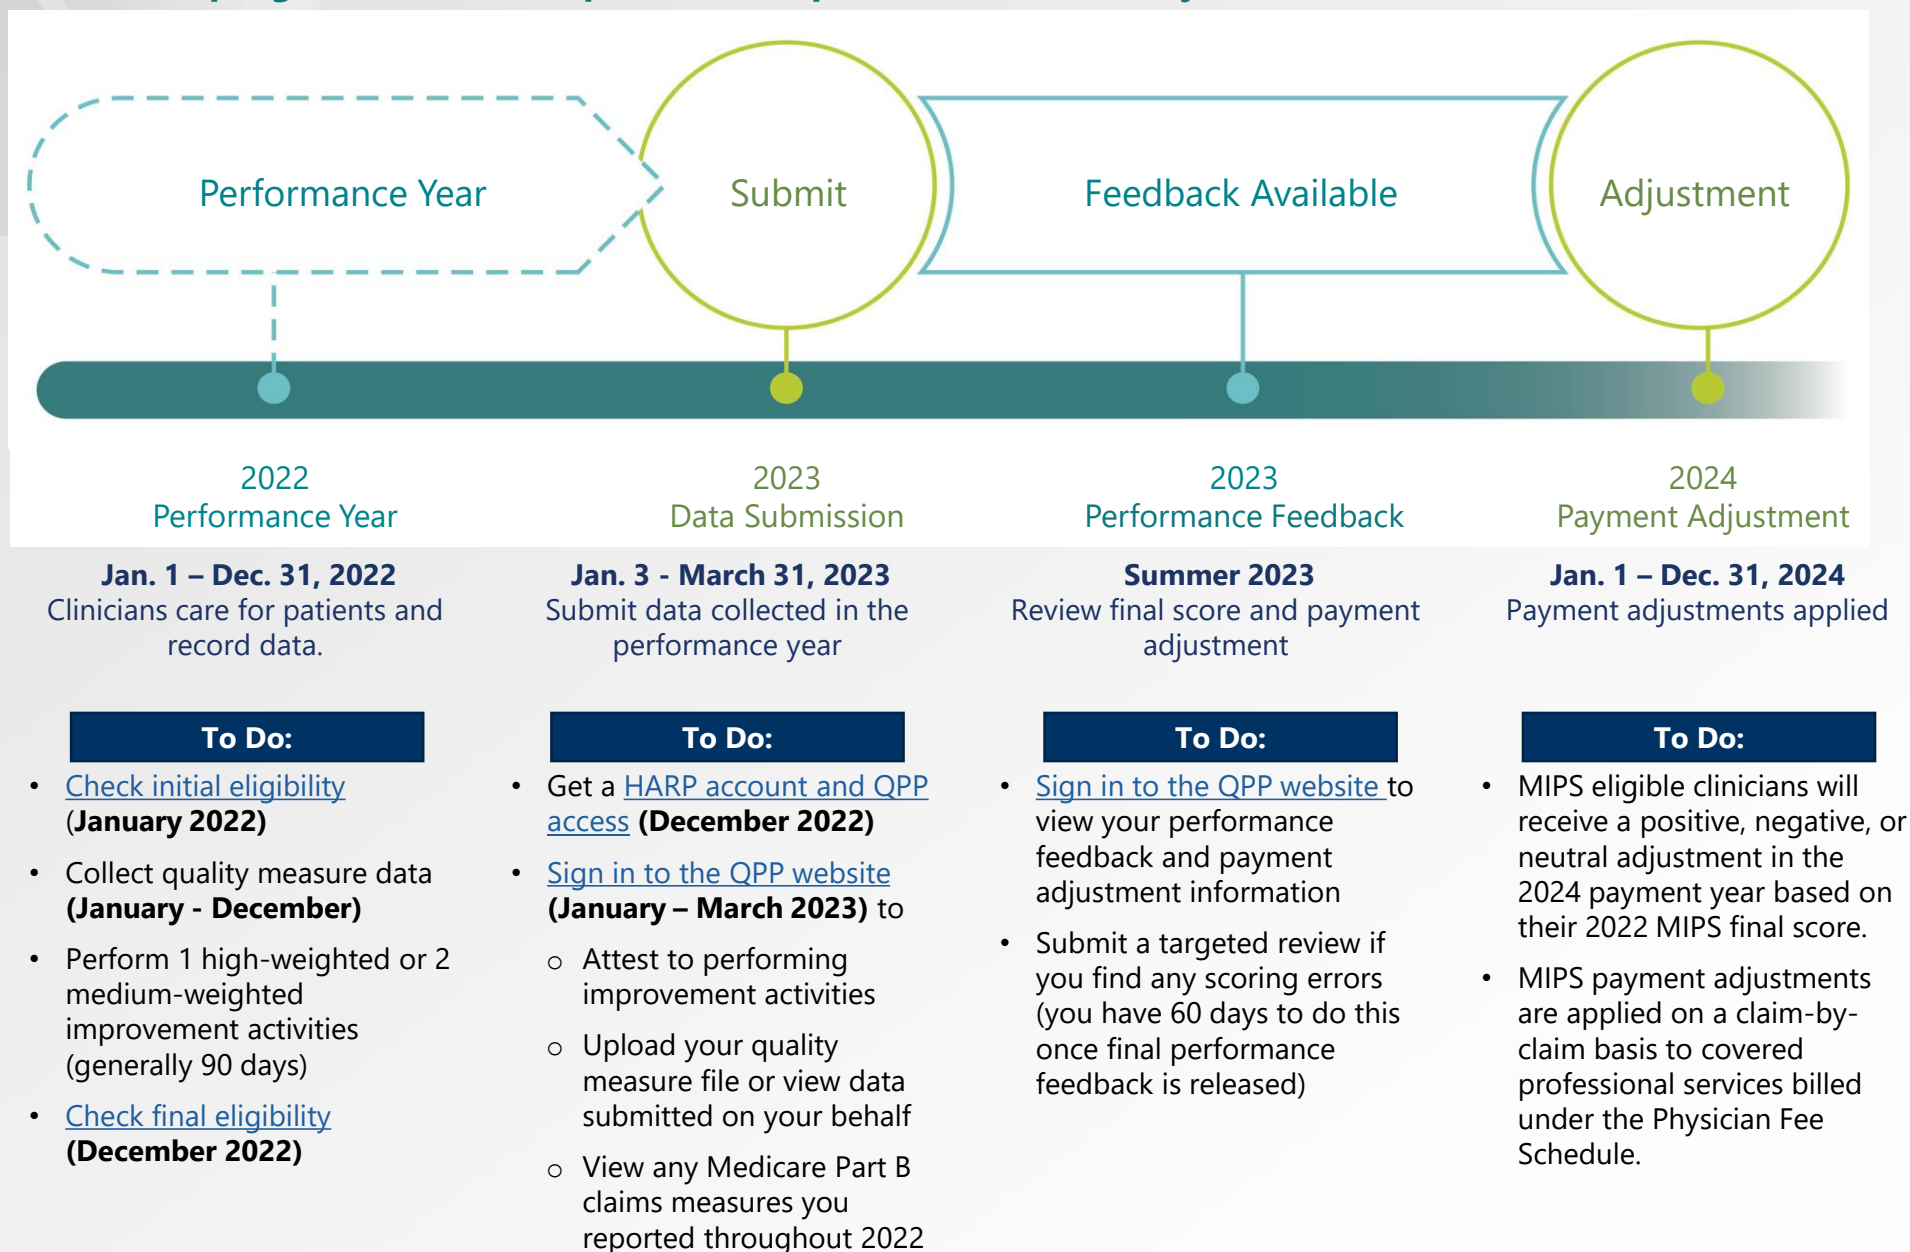 Performance Year
Submit
Feedback Available
Adjustment
2022
Performance Year
2023
Data Submission
2023
Performance Feedback
2024
Payment Adjustment
Jan. 1 – Dec. 31, 2022
Clinicians care for patients and
record data.
Jan. 3 - March 31, 2023
Submit data collected in the
performance year
Summer 2023
Review final score and payment
adjustment
Jan. 1 – Dec. 31, 2024
Payment adjustments applied
To Do:
• Check initial eligibility
(January 2022)
• Collect quality measure data
(January - December)
• Perform 1 high-weighted or 2
medium-weighted
improvement activities
(generally 90 days)
• Check final eligibility
(December 2022)
To Do:
• Get a HARP account and QPP
access (December 2022)
• Sign in to the QPP website
(January – March 2023) to
o Attest to performing
improvement activities
o Upload your quality
measure file or view data
submitted on your behalf
o View any Medicare Part B
claims measures you
reported throughout 2022
To Do:
• Sign in to the QPP website to
view your performance
feedback and payment
adjustment information
• Submit a targeted review if
you find any scoring errors
(you have 60 days to do this
once final performance
feedback is released)
To Do:
• MIPS eligible clinicians will
receive a positive, negative, or
neutral adjustment in the
2024 payment year based on
their 2022 MIPS final score.
• MIPS payment adjustments
are applied on a claim-by-
claim basis to covered
professional services billed
under the Physician Fee
Schedule.